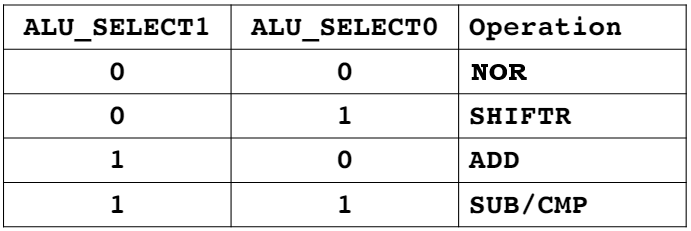 ALU_SELECT1 ALU_SELECT0 Operation
0 0 NOR
0 1 SHIFTR
1 0 ADD
1 1 SUB/CMP